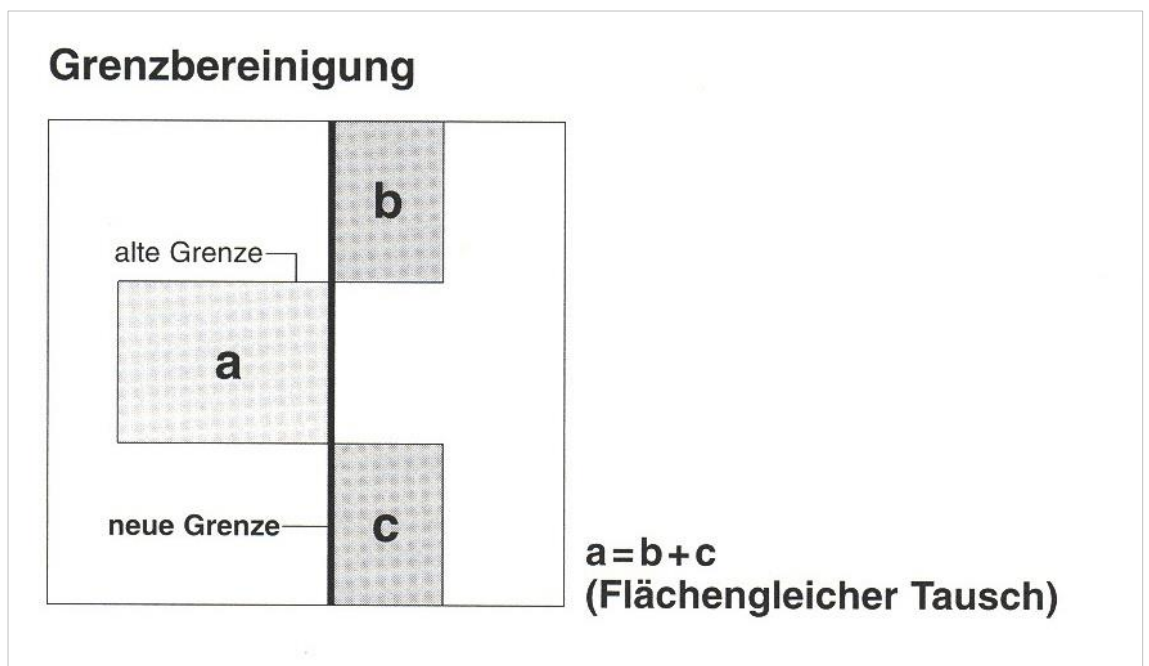 Grenzbereinigung
b
alte Grenze
a
neue Grenze
c
a=b+c
(Flächengleicher Tausch)